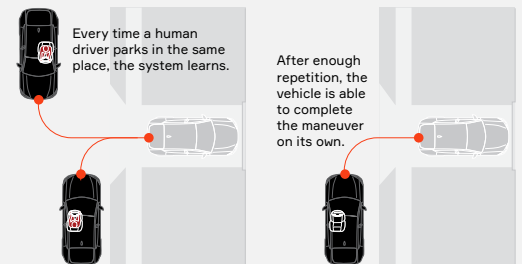 Every time a human
driver parks in the same
place, the system learns.
After enough
repetition, the
vehicle is able
to complete
the maneuver
on its own.